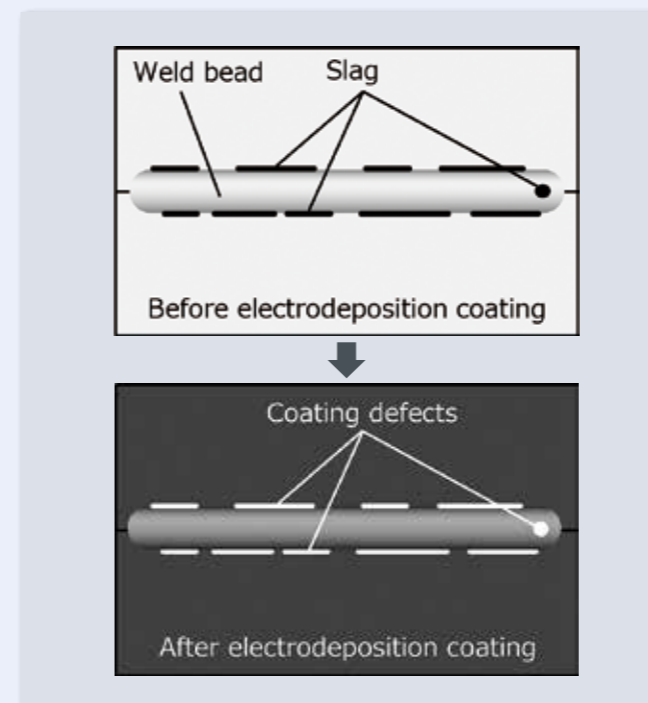 Weld bead
Slag
Before electrodeposition coating
Coating defects
After electrodeposition coating